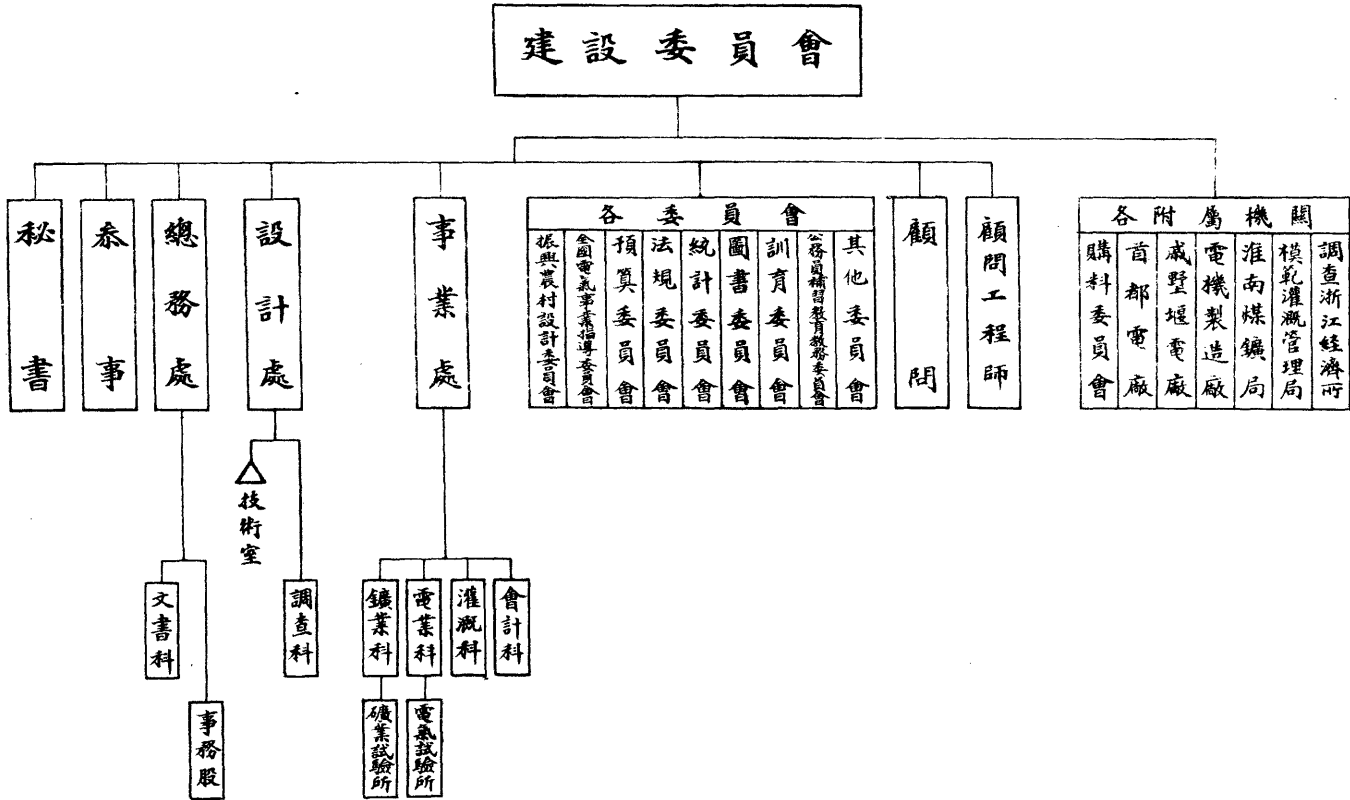 建設委員會
秘書
叅事
總務處
設計處
事業處
各委員會
振興農村設計委員會
全國電氣事業指導委員會
預算委員會
法規委員會
統計委員會
圖書委員會
訓育委員會
公務員補習教育教務委員會
其他委員會
顧問
顧問工程師
各附屬機關
購料委員會
首都電廠
戚墅堰電廠
電機製造廠
淮南煤鑛局
模範灌溉管理局
調查浙江經濟所
技術室
文書科
事務股
調查科
鑛業科
電業科
灌溉科
會計科
礦業試驗所
電氣試驗所